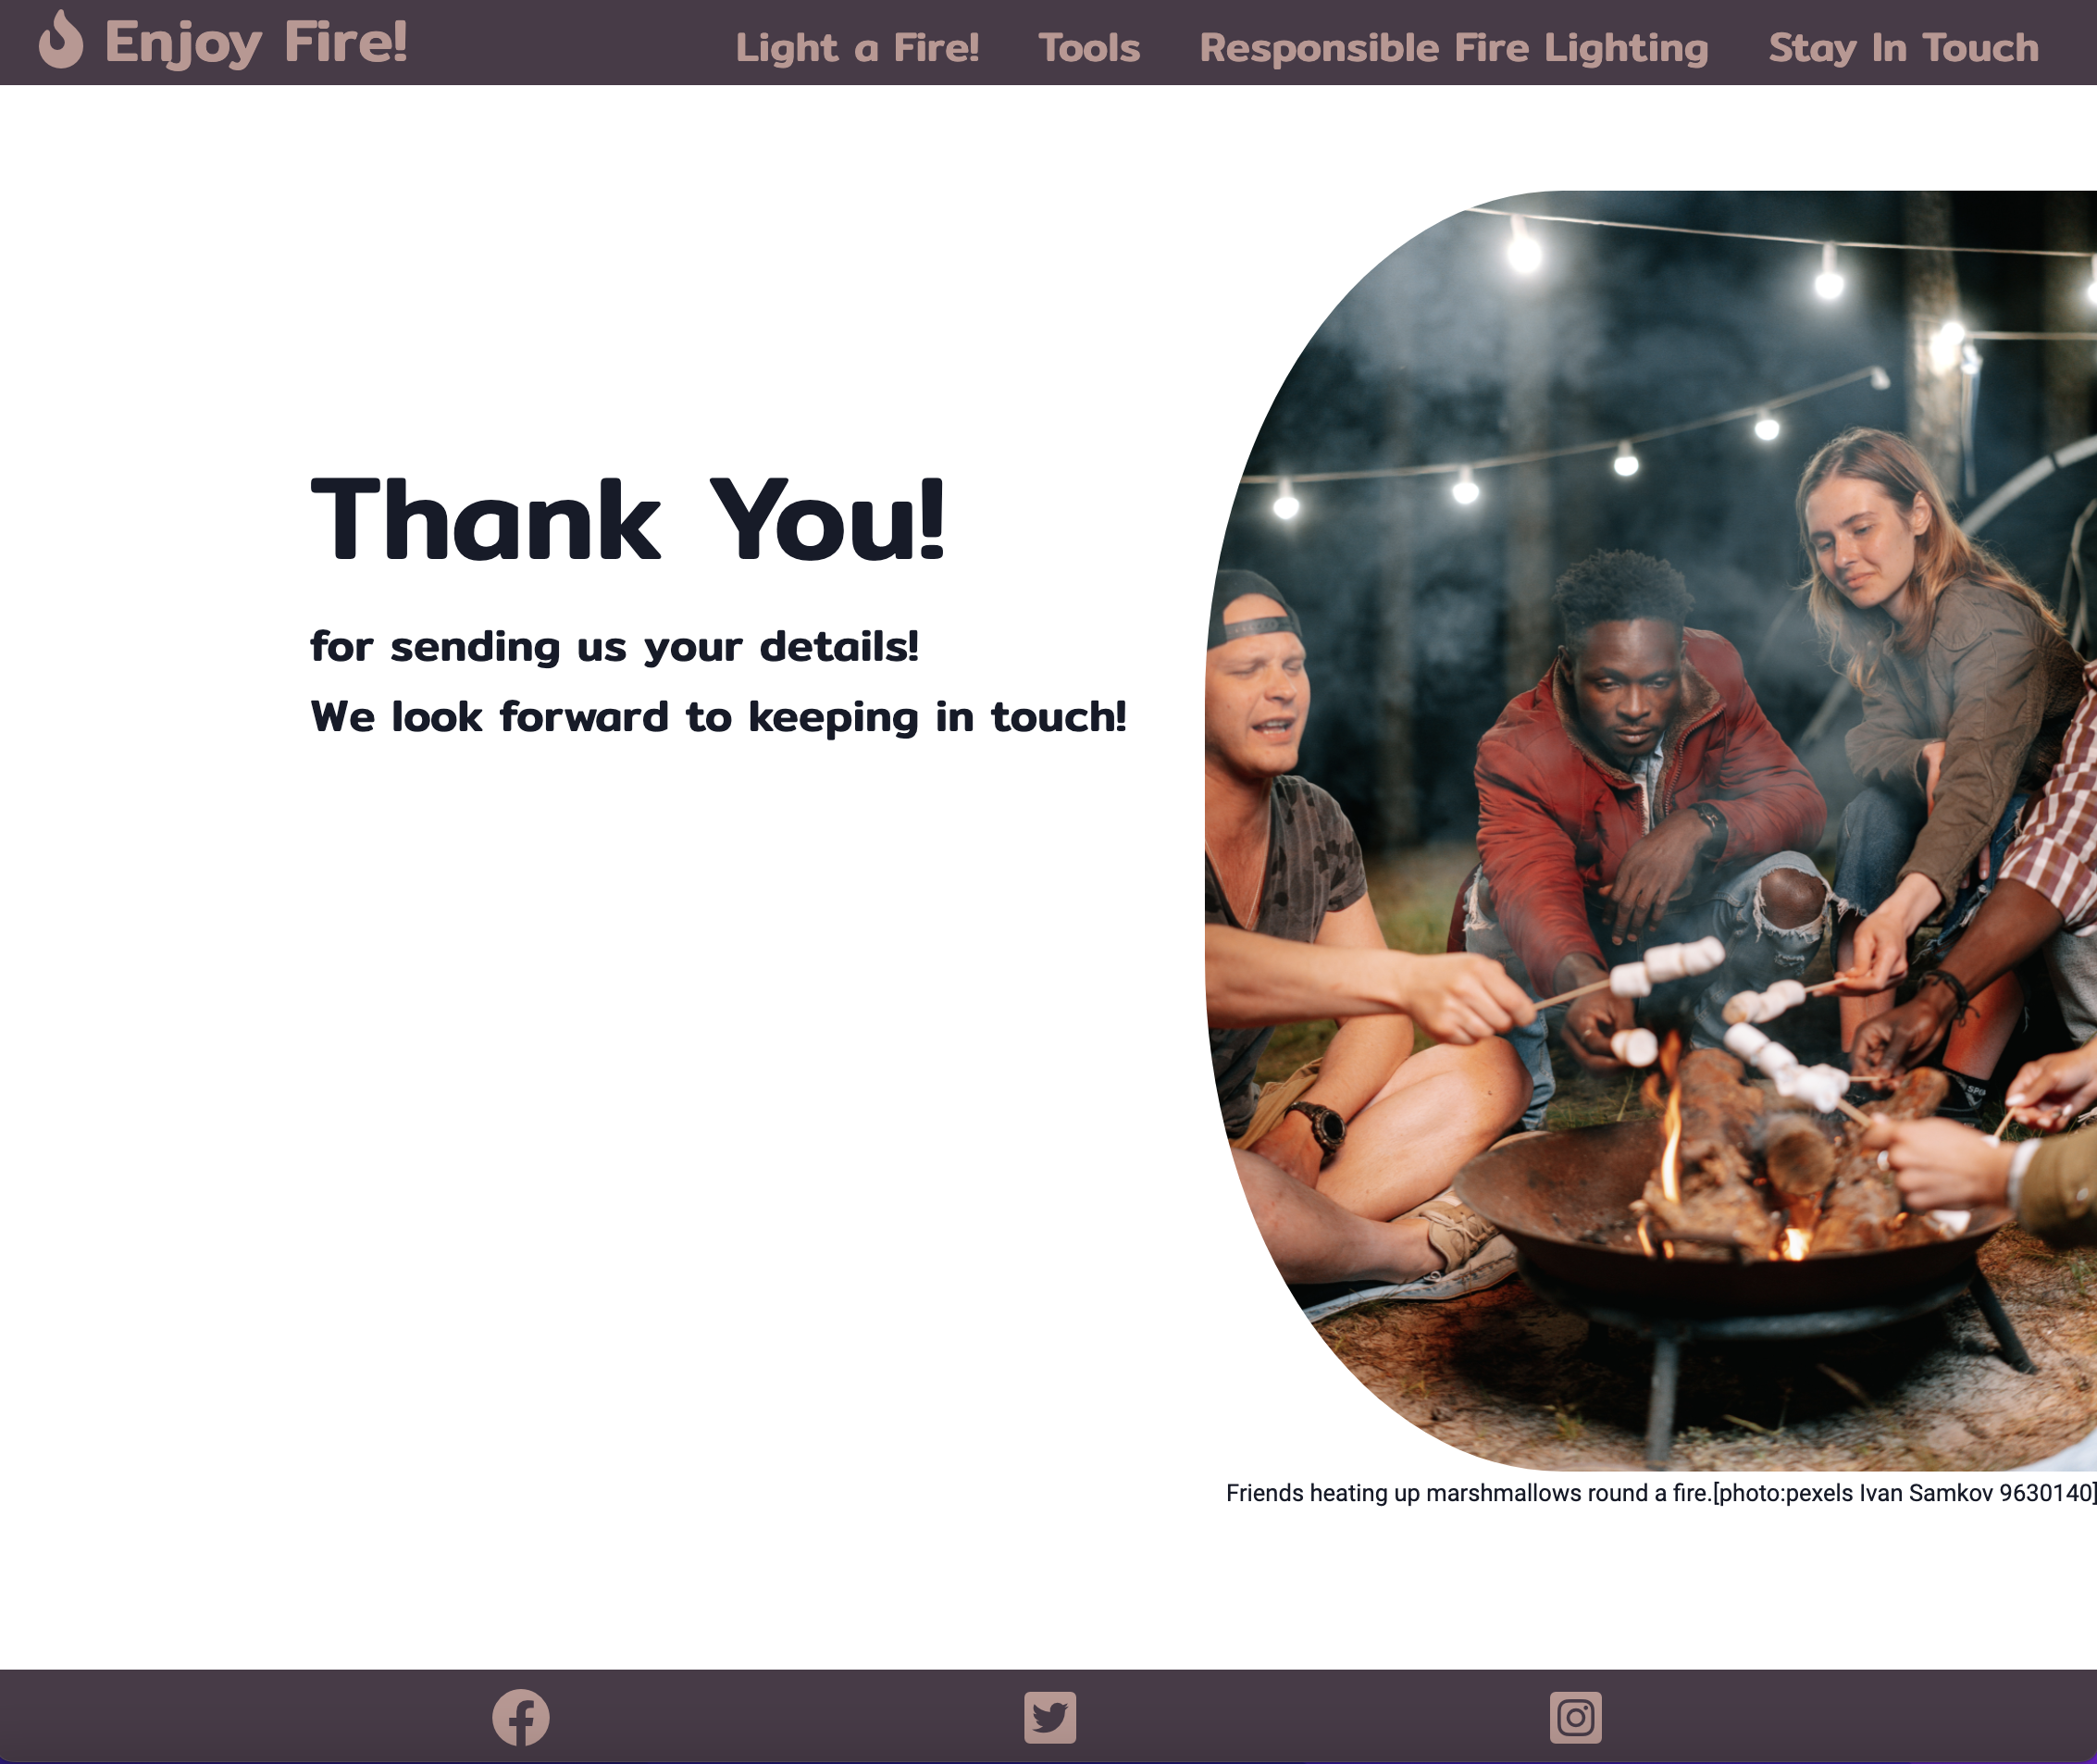 Enjoy Fire!
Light a Fire! Tools Responsible Fire Lighting Stay In Touch
Thank You!
for sending us your details!
We look forward to keeping in touch!
Friends heating up marshmallows round a fire.[photo:pexels Ivan Samkov 9630140]